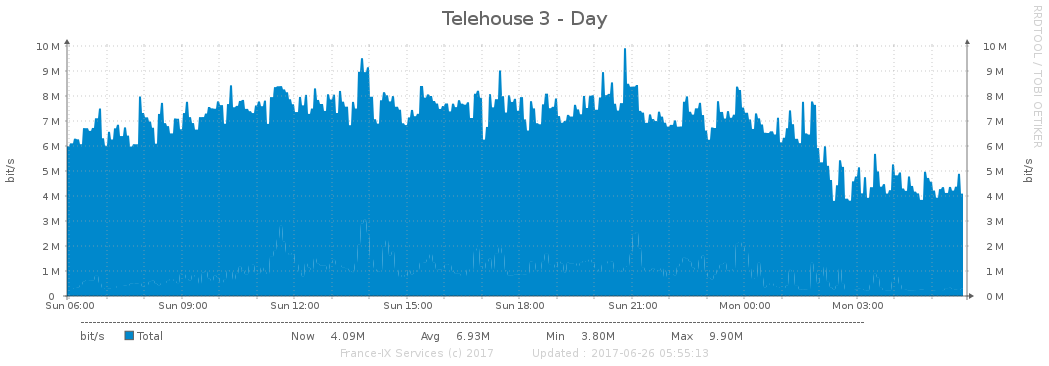 Telehouse 3 - Day
RRDTOOL / TOBI OETIKER
bit/s
10 M 10 M
9 M 9 M
8 M 8 M
7 M 7 M
6 M 6 M
5 M 5 M
4 M 4 M
3 M 3 M
2 M 2 M
1 M 1 M
0 0 M
bit/s
Sun 06:00 Sun 09:00 Sun 12:00 Sun 15:00 Sun 18:00 Sun 21:00 Mon 00:00 Mon 03:00
bit/s Total Now 4.09M Avg 6.93M Min 3.80M Max 9.90M
France-IX Services (c) 2017 Updated : 2017-06-26 05:55:13